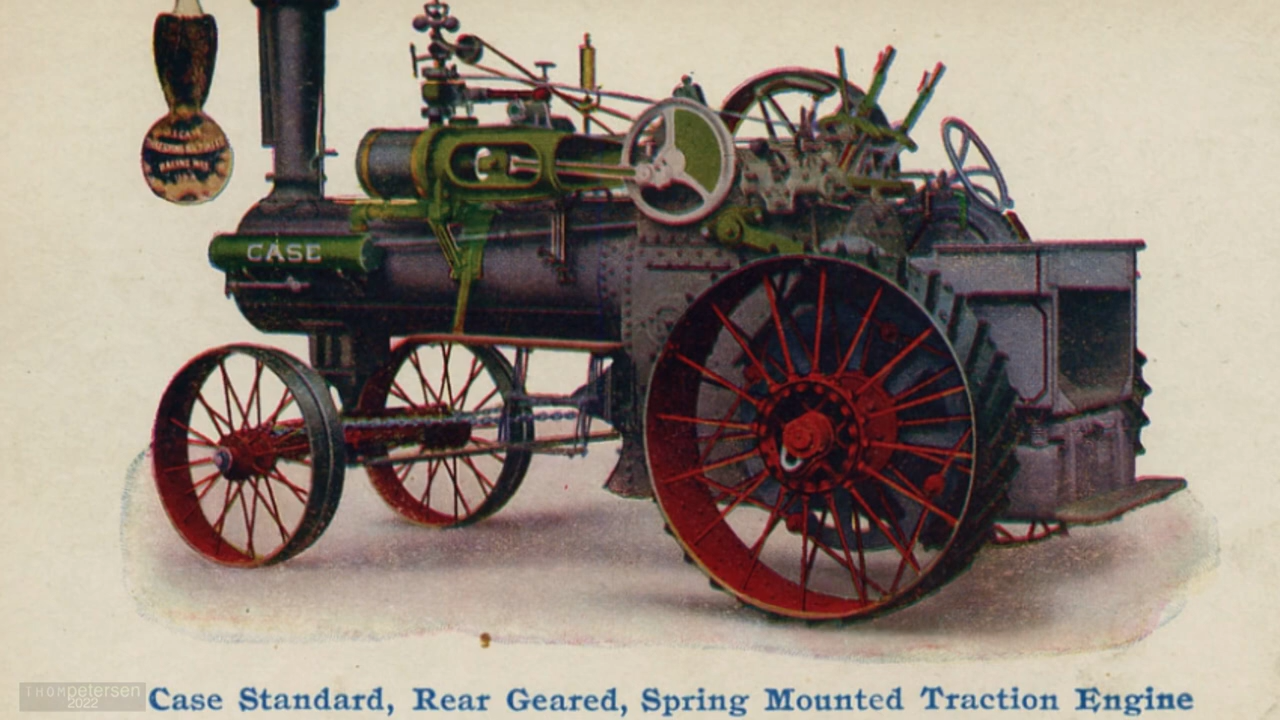 CASE
THOMpetersen
2022
Case Standard, Rear Geared, Spring Mounted Traction Engine